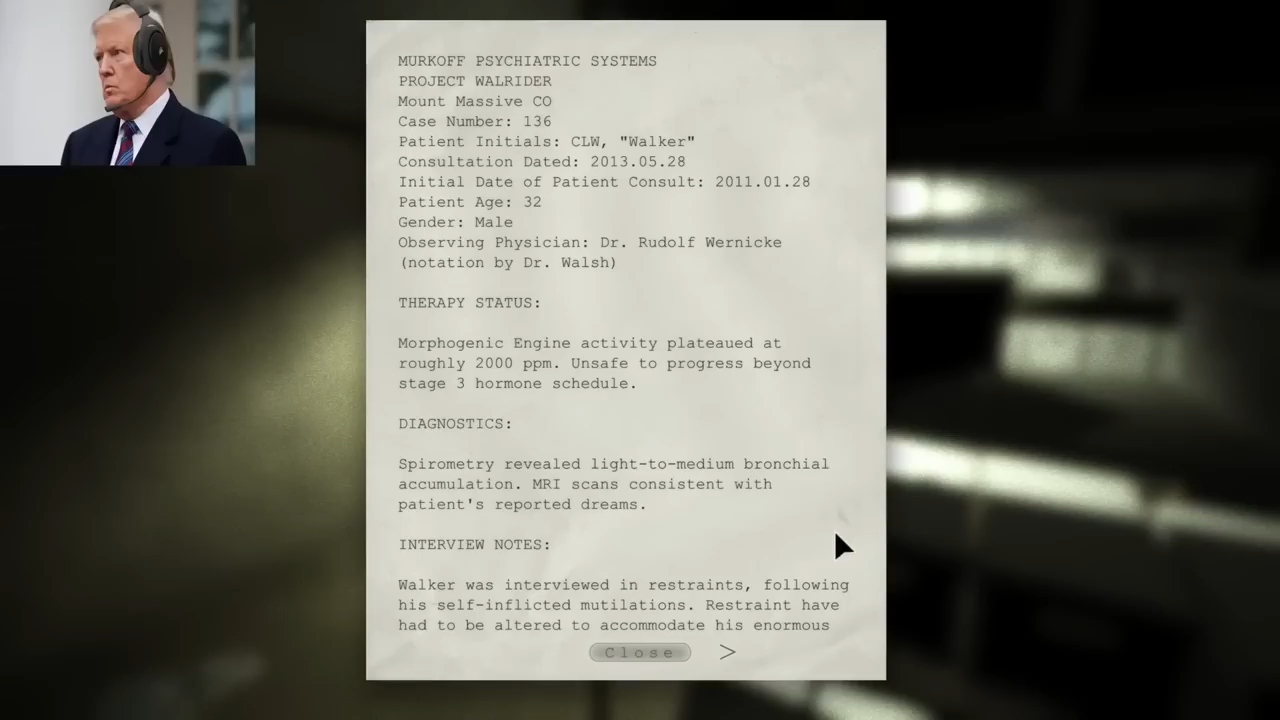 MURKOFF PSYCHIATRIC SYSTEMS
PROJECT WALRIDER
Mount Massive CO
Case Number: 136
Patient Initials: CLW, "Walker"
Consultation Dated: 2013.05.28
Initial Date of Patient Consult: 2011.01.28
Patient Age: 32
Gender: Male
Observing Physician: Dr. Rudolf Wernicke
(notation by Dr. Walsh)
THERAPY STATUS:
Morphogenic Engine activity plateaued at
roughly 2000 ppm. Unsafe to progress beyond
stage 3 hormone schedule.
DIAGNOSTICS:
Spirometry revealed light-to-medium bronchial
accumulation. MRI scans consistent with
patient's reported dreams.
INTERVIEW NOTES:
Walker was interviewed in restraints, following
his self-inflicted mutilations. Restraint have
had to be altered to accommodate his enormous
Close >